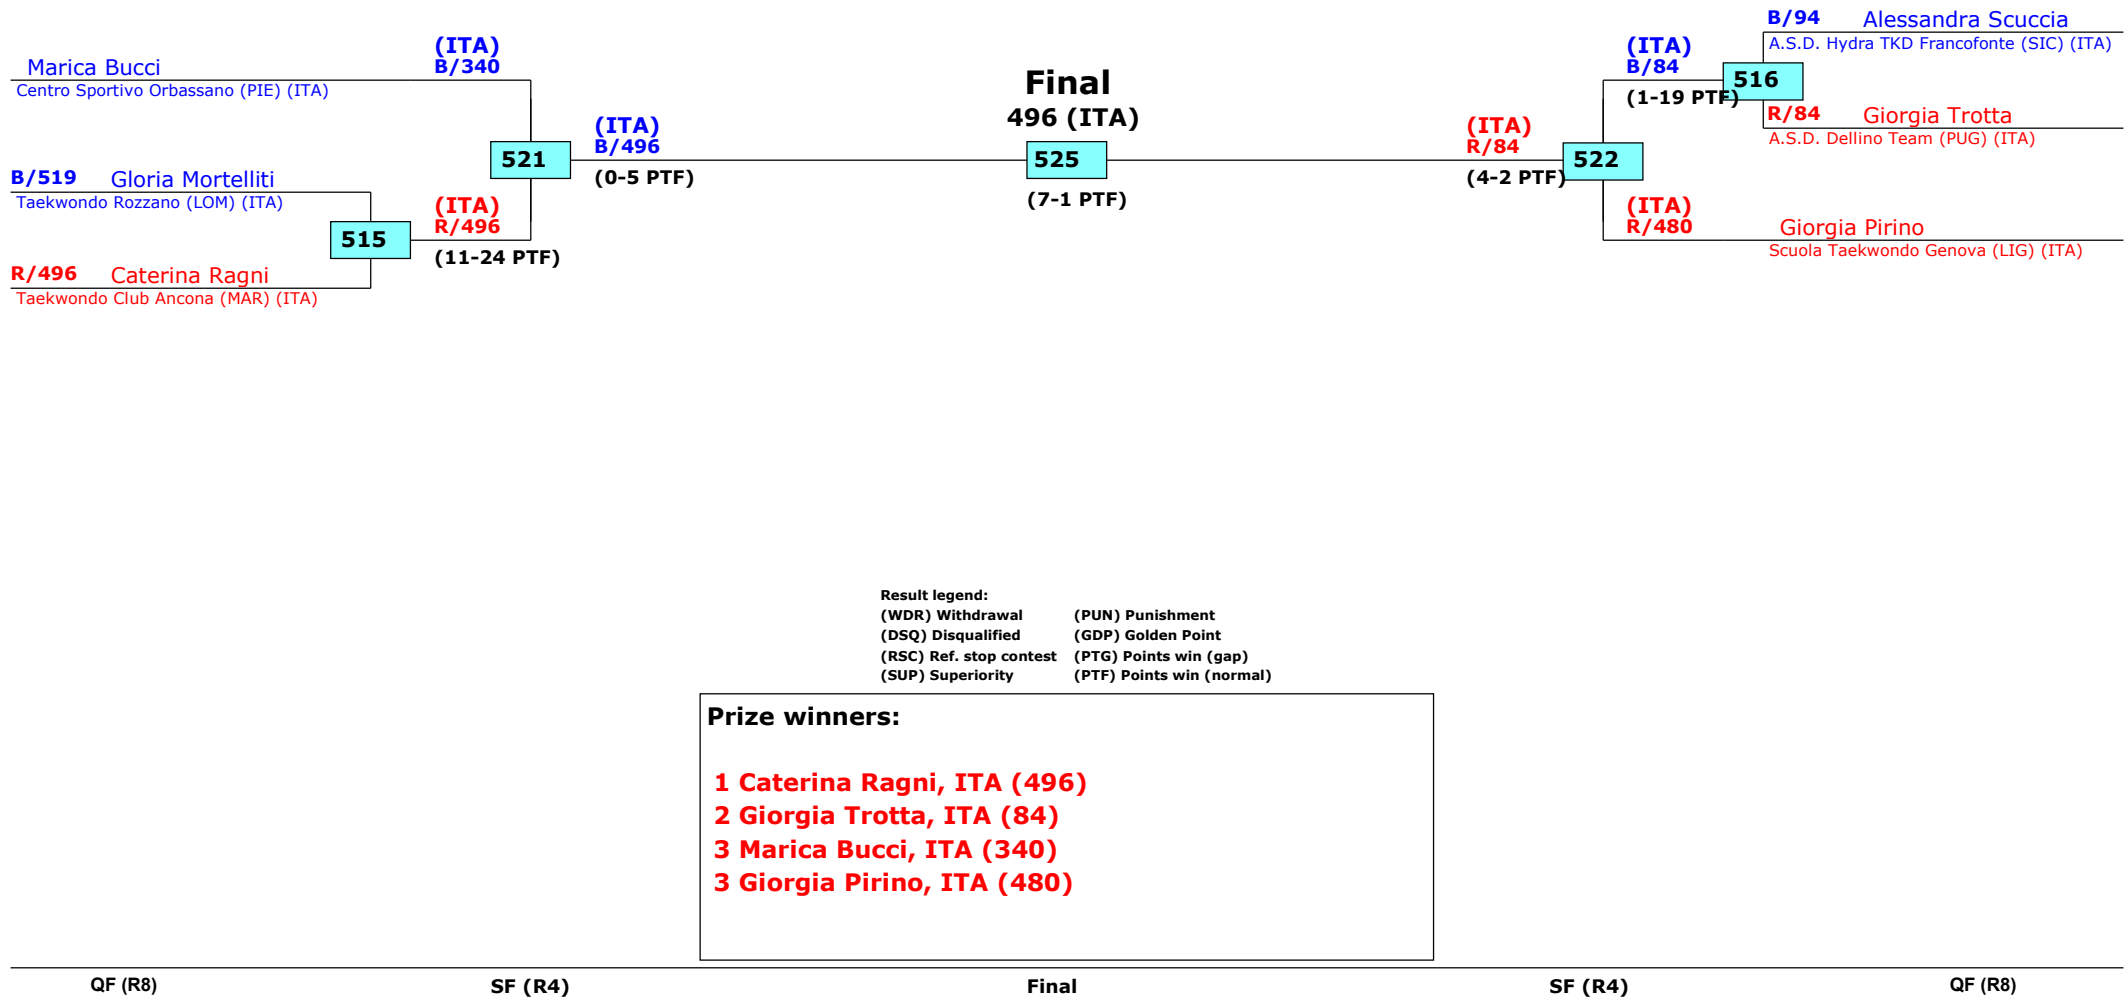 Marica Bucci
Centro Sportivo Orbassano (PIE) (ITA)
(ITA)
B/340
B/519 Gloria Mortelliti
Taekwondo Rozzano (LOM) (ITA)
515
R/496 Caterina Ragni
Taekwondo Club Ancona (MAR) (ITA)
(ITA)
R/496
(11-24 PTF)
521
(ITA)
B/496
(0-5 PTF)
Final
496 (ITA)
525
(7-1 PTF)
(ITA)
R/84
(4-2 PTF)
522
(ITA)
B/84
(1-19 PTF)
516
B/94 Alessandra Scuccia
A.S.D. Hydra TKD Francofonte (SIC) (ITA)
R/84 Giorgia Trotta
A.S.D. Dellino Team (PUG) (ITA)
(ITA)
R/480
Giorgia Pirino
Scuola Taekwondo Genova (LIG) (ITA)
Result legend:
(WDR) Withdrawal (PUN) Punishment
(DSQ) Disqualified (GDP) Golden Point
(RSC) Ref. stop contest (PTG) Points win (gap)
(SUP) Superiority (PTF) Points win (normal)
Prize winners:
1 Caterina Ragni, ITA (496)
2 Giorgia Trotta, ITA (84)
3 Marica Bucci, ITA (340)
3 Giorgia Pirino, ITA (480)
QF (R8) SF (R4) Final SF (R4) QF (R8)